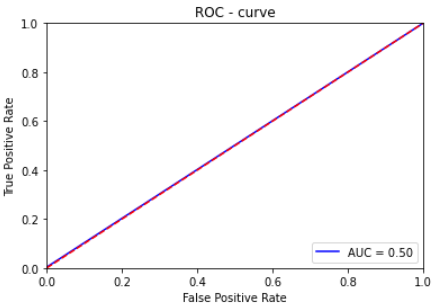 ROC - curve
True Positive Rate
1.0
0.8
0.6
0.4
0.2
0.0
AUC = 0.50
0.0 0.2 0.4 0.6 0.8 1.0
False Positive Rate